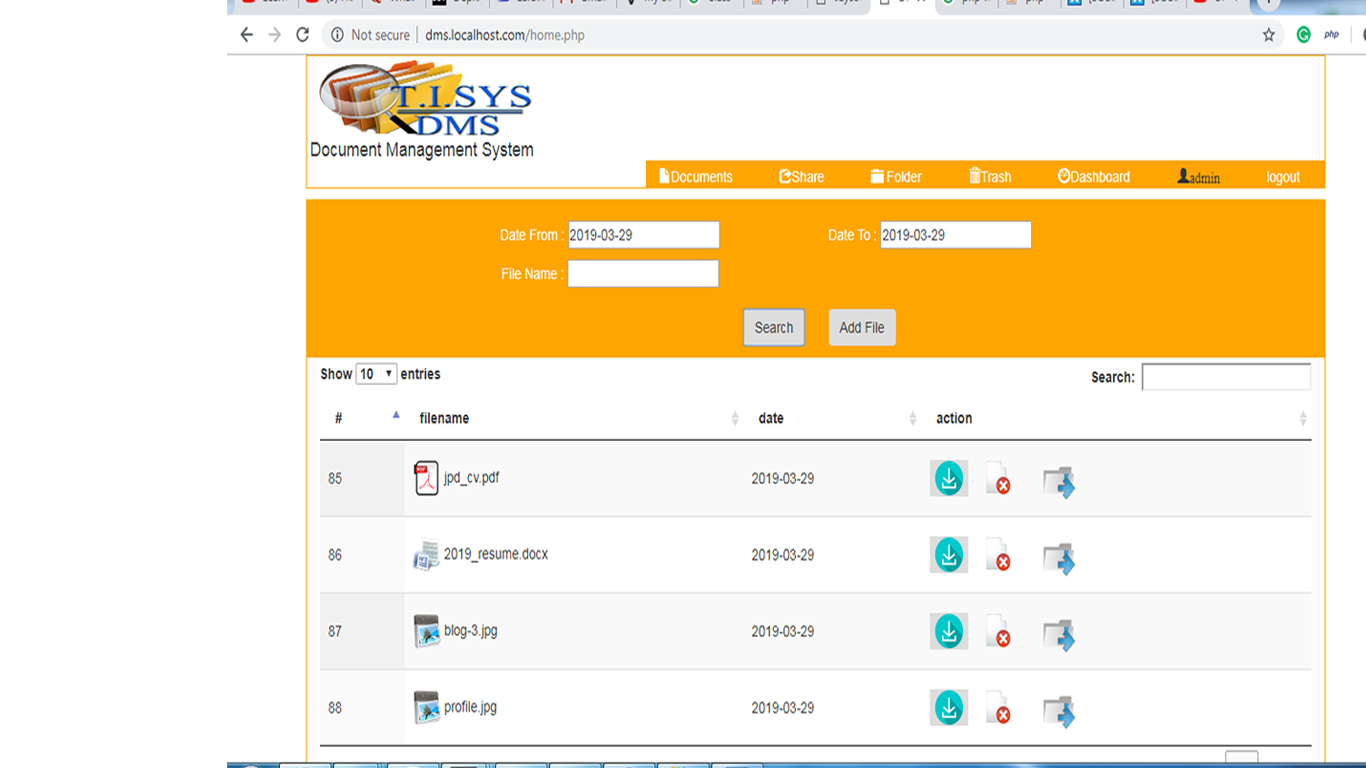 Not secure | dms.localhost.com/home.php
php
T.I.SYS
DMS
Document Management System
Documents Share Folder Trash Dashboard admin logout
Date From : 2019-03-29 Date To : 2019-03-29
File Name :
Search Add File
Show 10 entries Search:
# filename date action
85 jpd_cv.pdf 2019-03-29
86 2019_resume.docx 2019-03-29
87 blog-3.jpg 2019-03-29
88 profile.jpg 2019-03-29